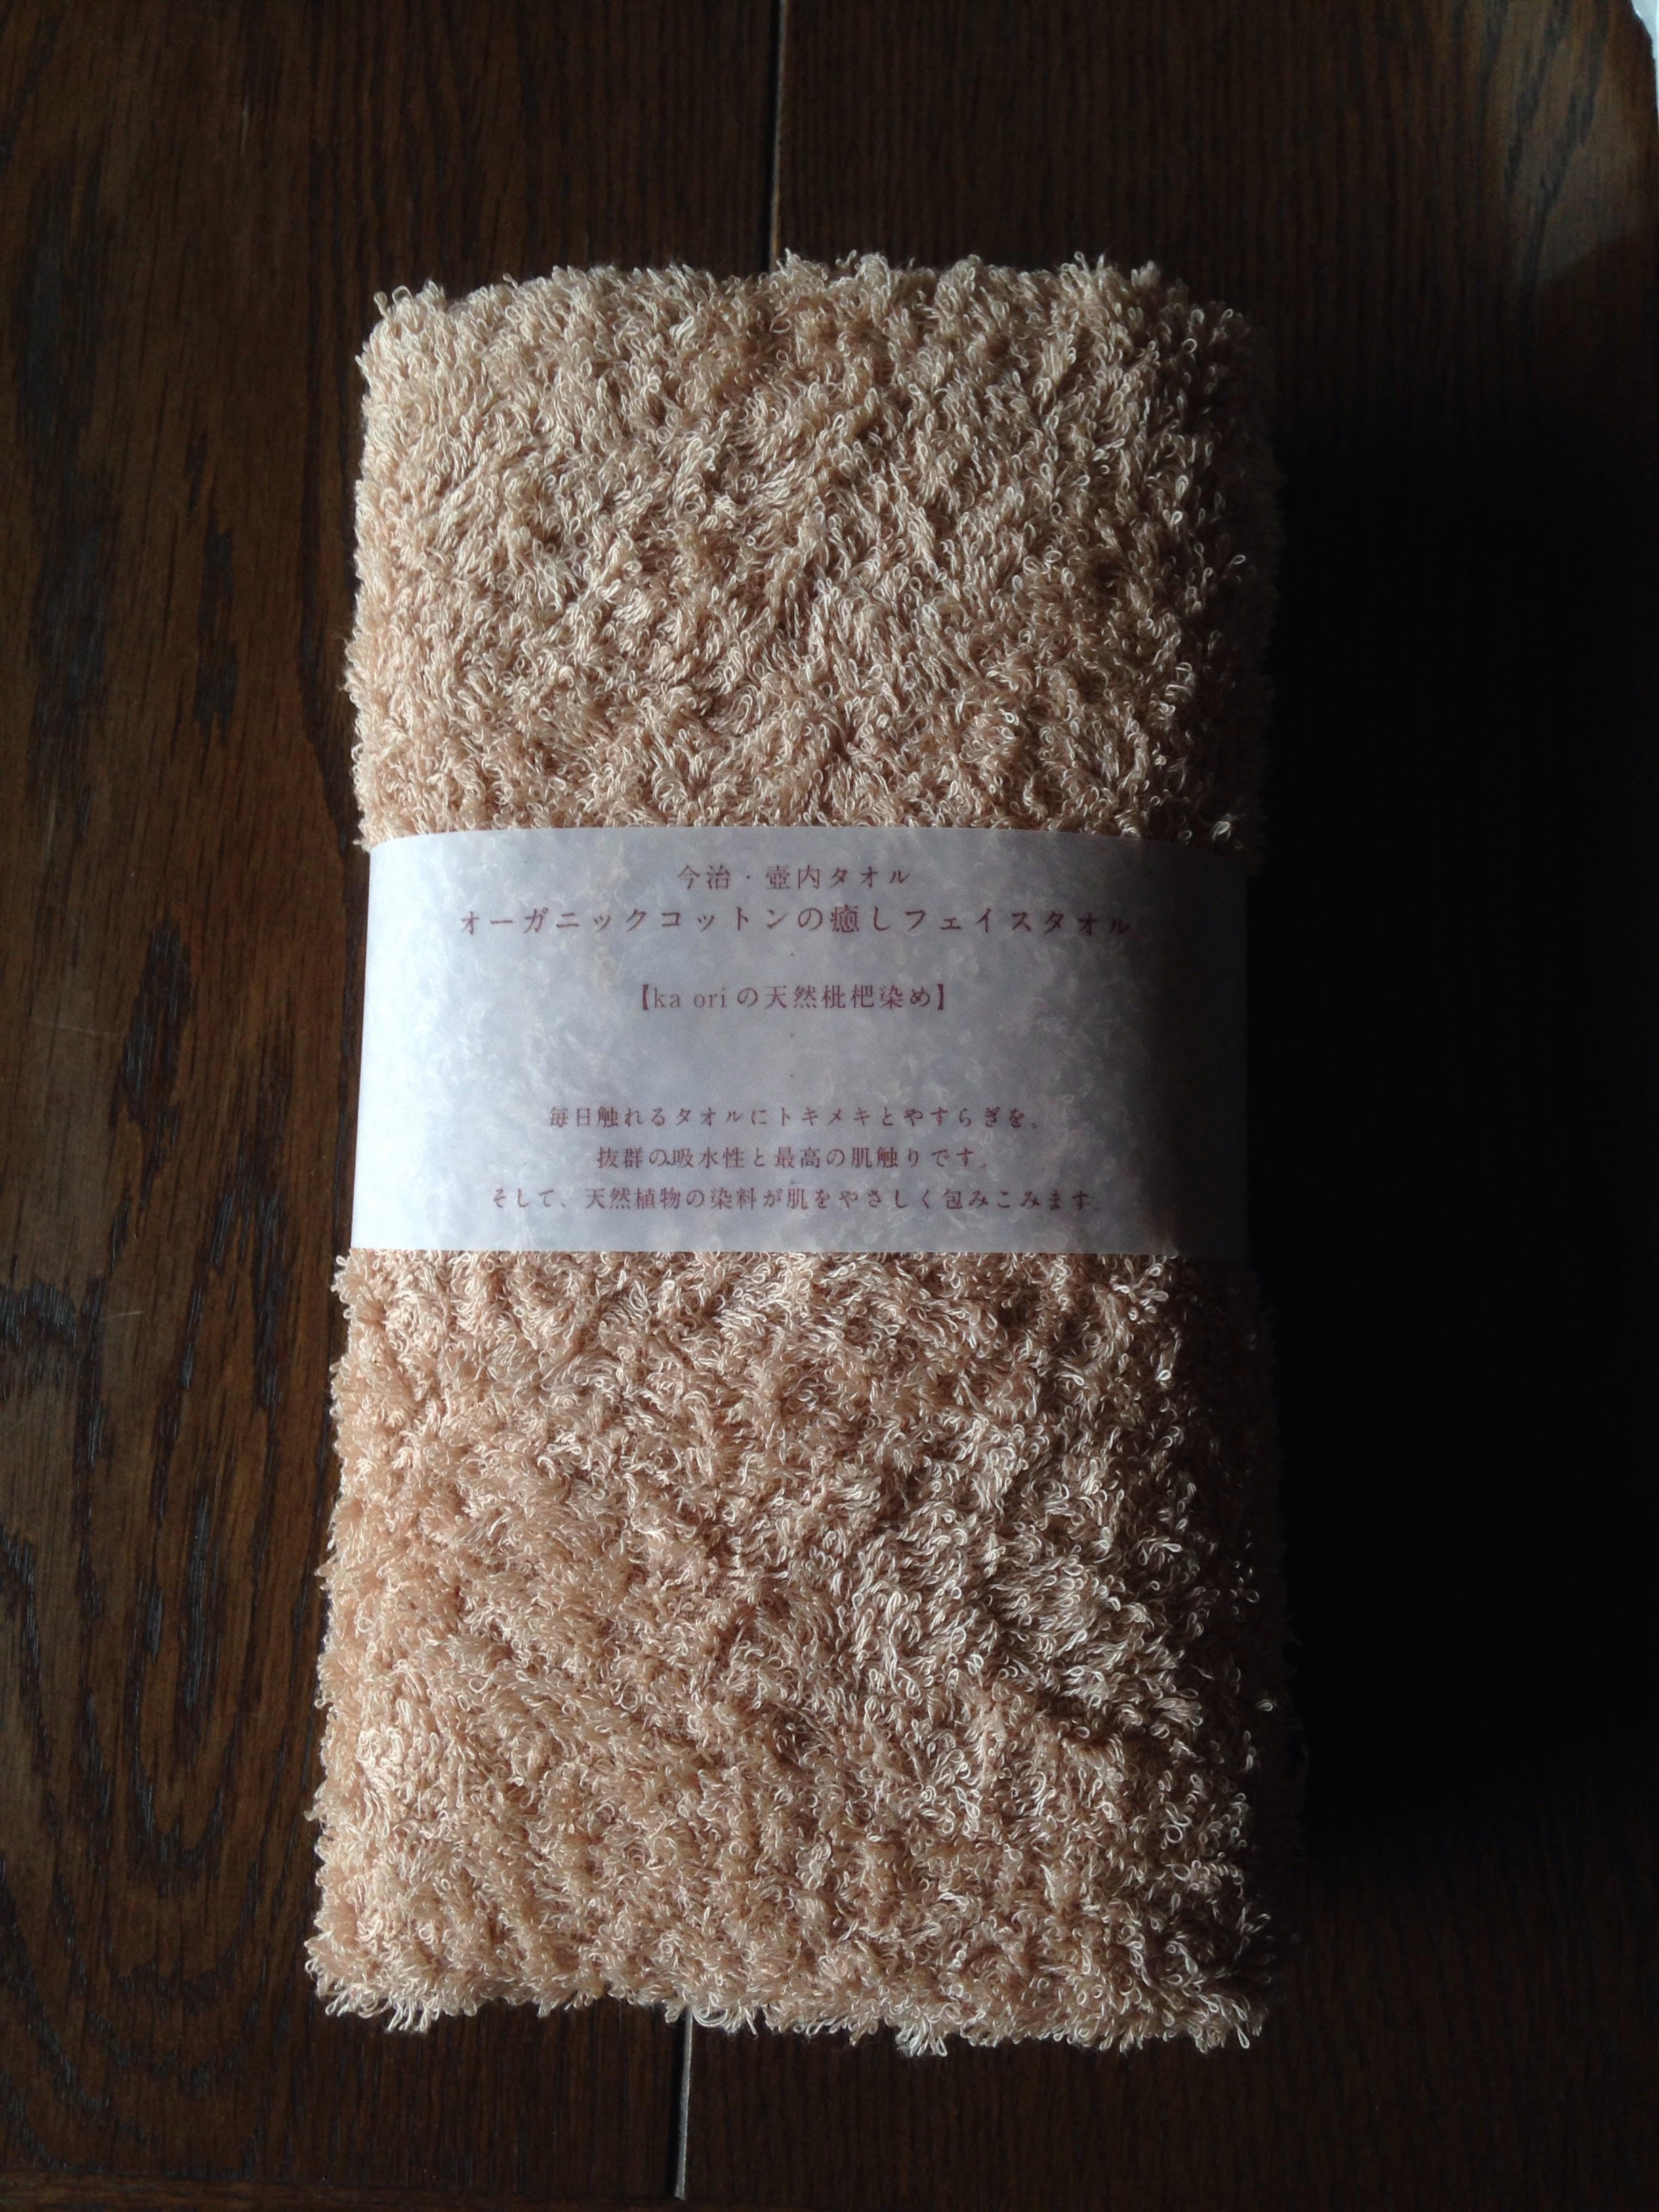 今治・壺内タオル
オーガニックコットンの癒しフェイスタオル
【ka oriの天然枇杷染め】
毎日触れるタオルにトキメキとやすらぎを。
抜群の吸水性と最高の肌触りです。
そして、天然植物の染料が肌をやさしく包みこみます。